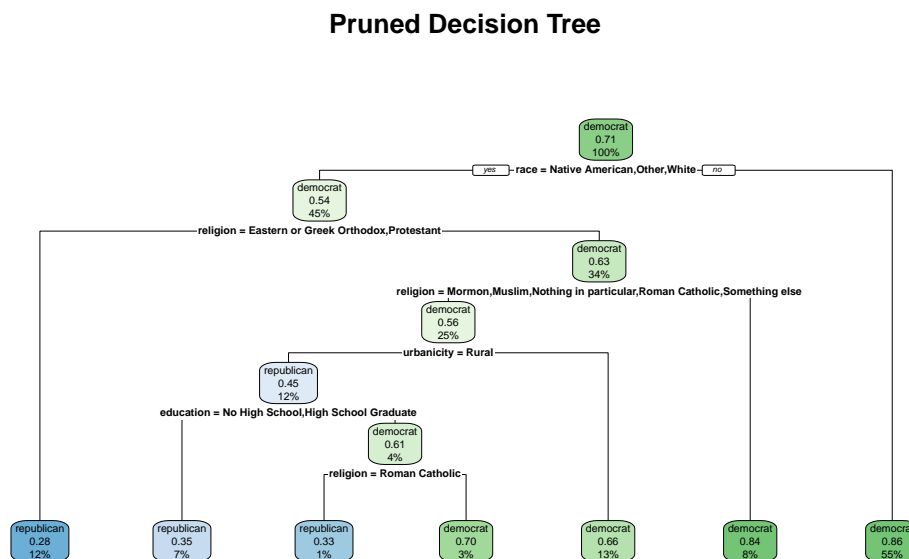 Pruned Decision Tree
democrat
0.71
100%
yes race = Native American,Other,White no
democrat
0.54
45%
religion = Eastern or Greek Orthodox,Protestant
democrat
0.63
34%
religion = Mormon,Muslim,Nothing in particular,Roman Catholic,Something else
democrat
0.56
25%
urbanicity = Rural
republican
0.45
12%
education = No High School,High School Graduate
democrat
0.61
4%
religion = Roman Catholic
republican
0.28
12%
republican
0.35
7%
republican
0.33
1%
democrat
0.70
3%
democrat
0.66
13%
democrat
0.84
8%
democra
0.86
55%